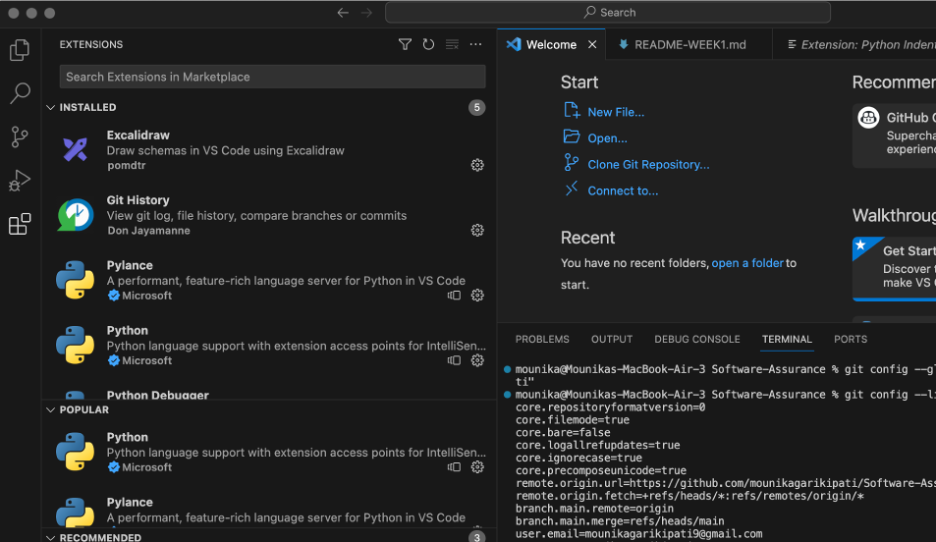 Search
EXTENSIONS
Search Extensions in Marketplace
INSTALLED
5
Excalidraw
Draw schemas in VS Code using Excalidraw
pomdtr
Git History
View git log, file history, compare branches or commits
Don Jayamanne
Pylance
A performant, feature-rich language server for Python in VS Code
Microsoft
Python
Python language support with extension access points for IntelliSen...
Microsoft
Python Debugger
POPULAR
Python
Python language support with extension access points for IntelliSen...
Microsoft
Pylance
A performant, feature-rich language server for Python in VS Code
RECOMMENDED
3
Welcome
README-WEEK1.md
Extension: Python Indent
Start
New File...
Open...
Clone Git Repository...
Connect to...
Recent
You have no recent folders, open a folder to
start.
Recommen
GitHub C
Supercha
experienc
Walkthroug
Get Start
Discover t
make VS C
PROBLEMS
OUTPUT
DEBUG CONSOLE
TERMINAL
PORTS
mounika@Mounikas-MacBook-Air-3 Software-Assurance % git config --gl
ti"
mounika@Mounikas-MacBook-Air-3 Software-Assurance % git config --li
core.repositoryformatversion=0
core.filemode=true
core.bare=false
core.logallrefupdates=true
core.ignorecase=true
core.precomposeunicode=true
remote.origin.url=https://github.com/mounikagarikipati/Software-Ass
remote.origin.fetch=+refs/heads/*:refs/remotes/origin/*
branch.main.remote=origin
branch.main.merge=refs/heads/main
user.email=mounikagarikipati9@gmail.com